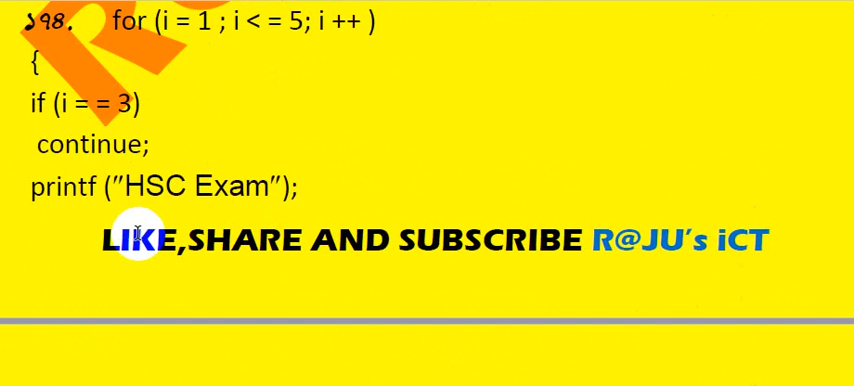 ১৭৪. for (i = 1 ; i < = 5; i ++ )
{
if (i = = 3)
continue;
printf ("HSC Exam");
LIKE,SHARE AND SUBSCRIBE R@JU's iCT